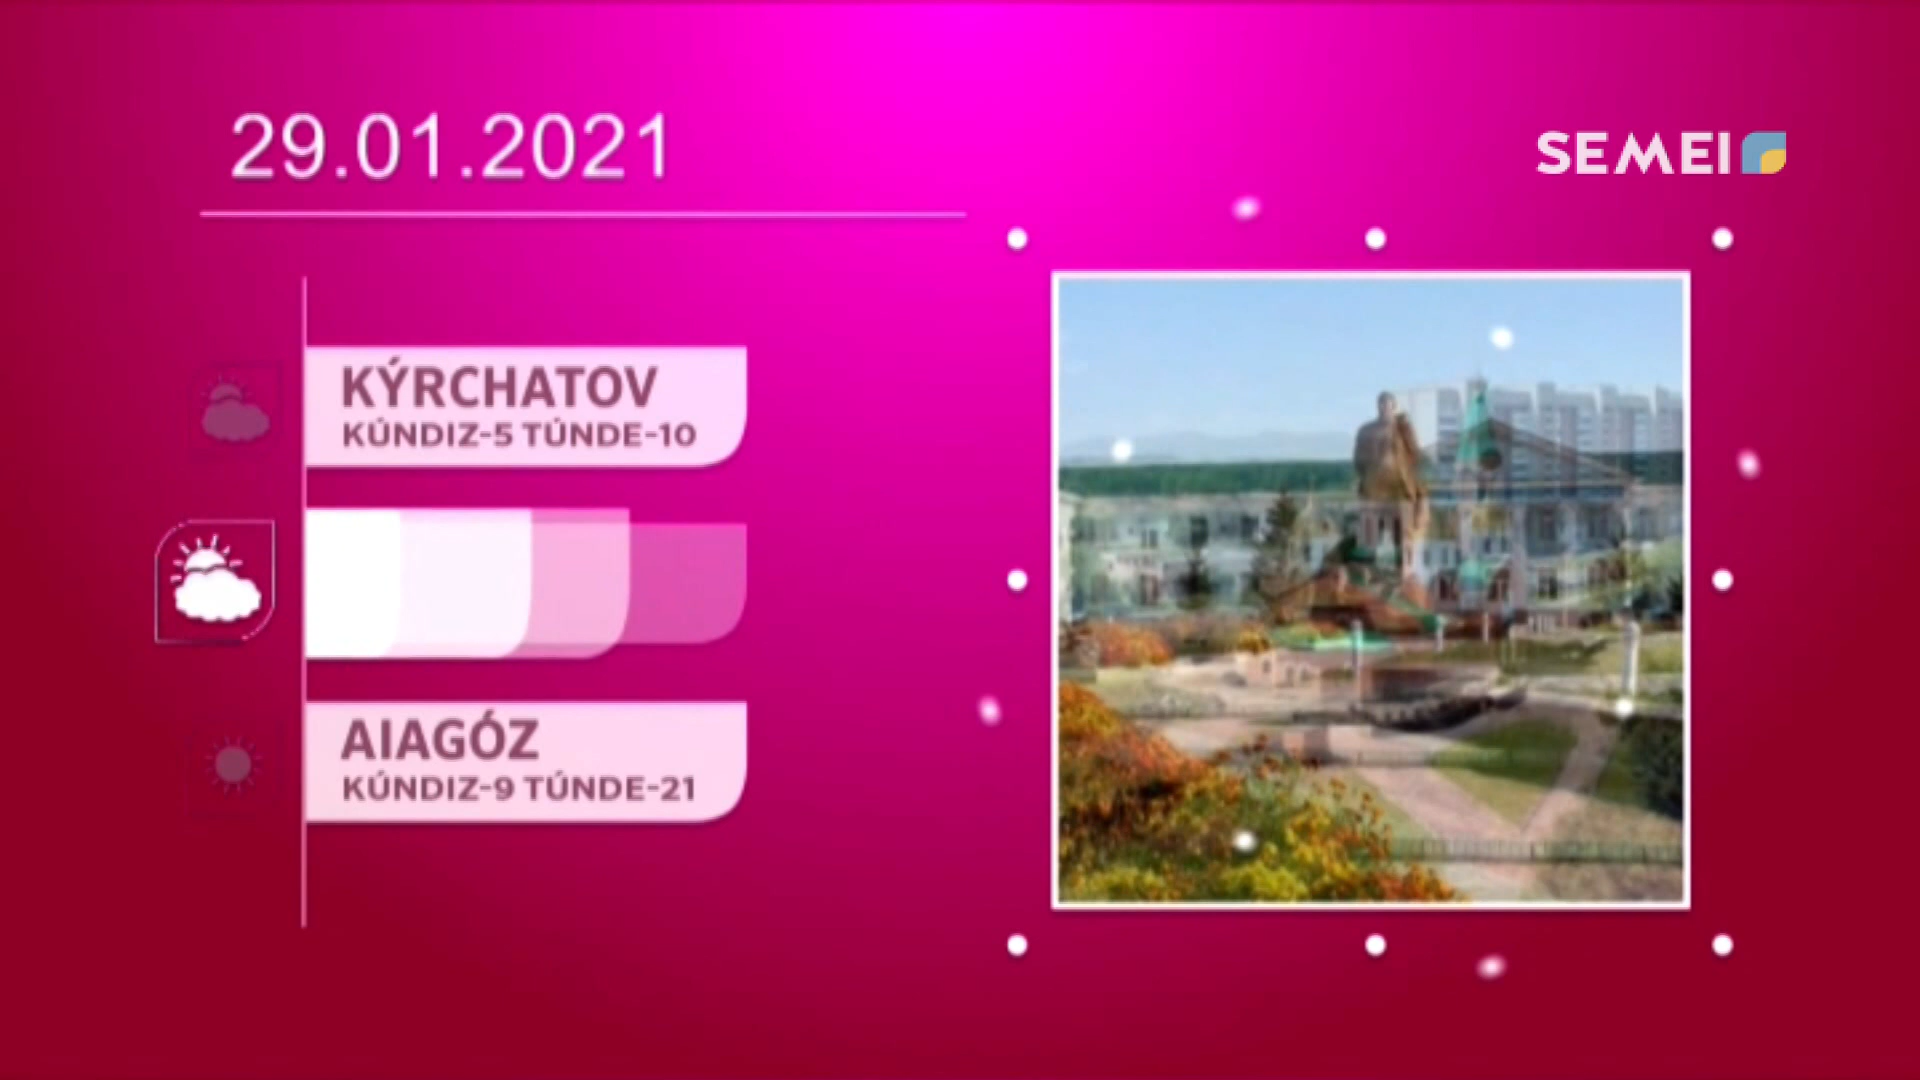 29.01.2021
SEMEI
KÝRCHATOV
KÚNDIZ-5 TÚNDE-10
AIAGÓZ
KÚNDIZ-9 TÚNDE-21